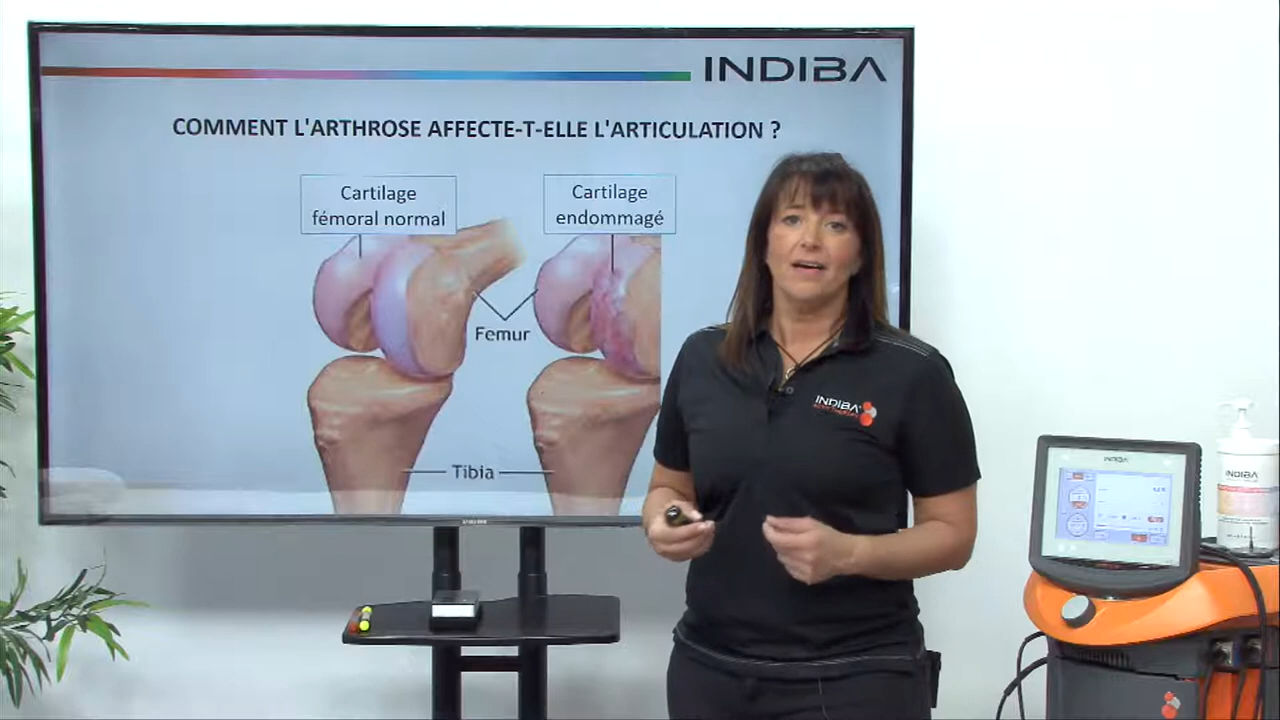 INDIBA
COMMENT L'ARTHROSE AFFECTE-T-ELLE L'ARTICULATION ?
Cartilage
fémoral normal
Cartilage
endommagé
Femur
Tibia
INDIBA
INDIBA
INDIBA